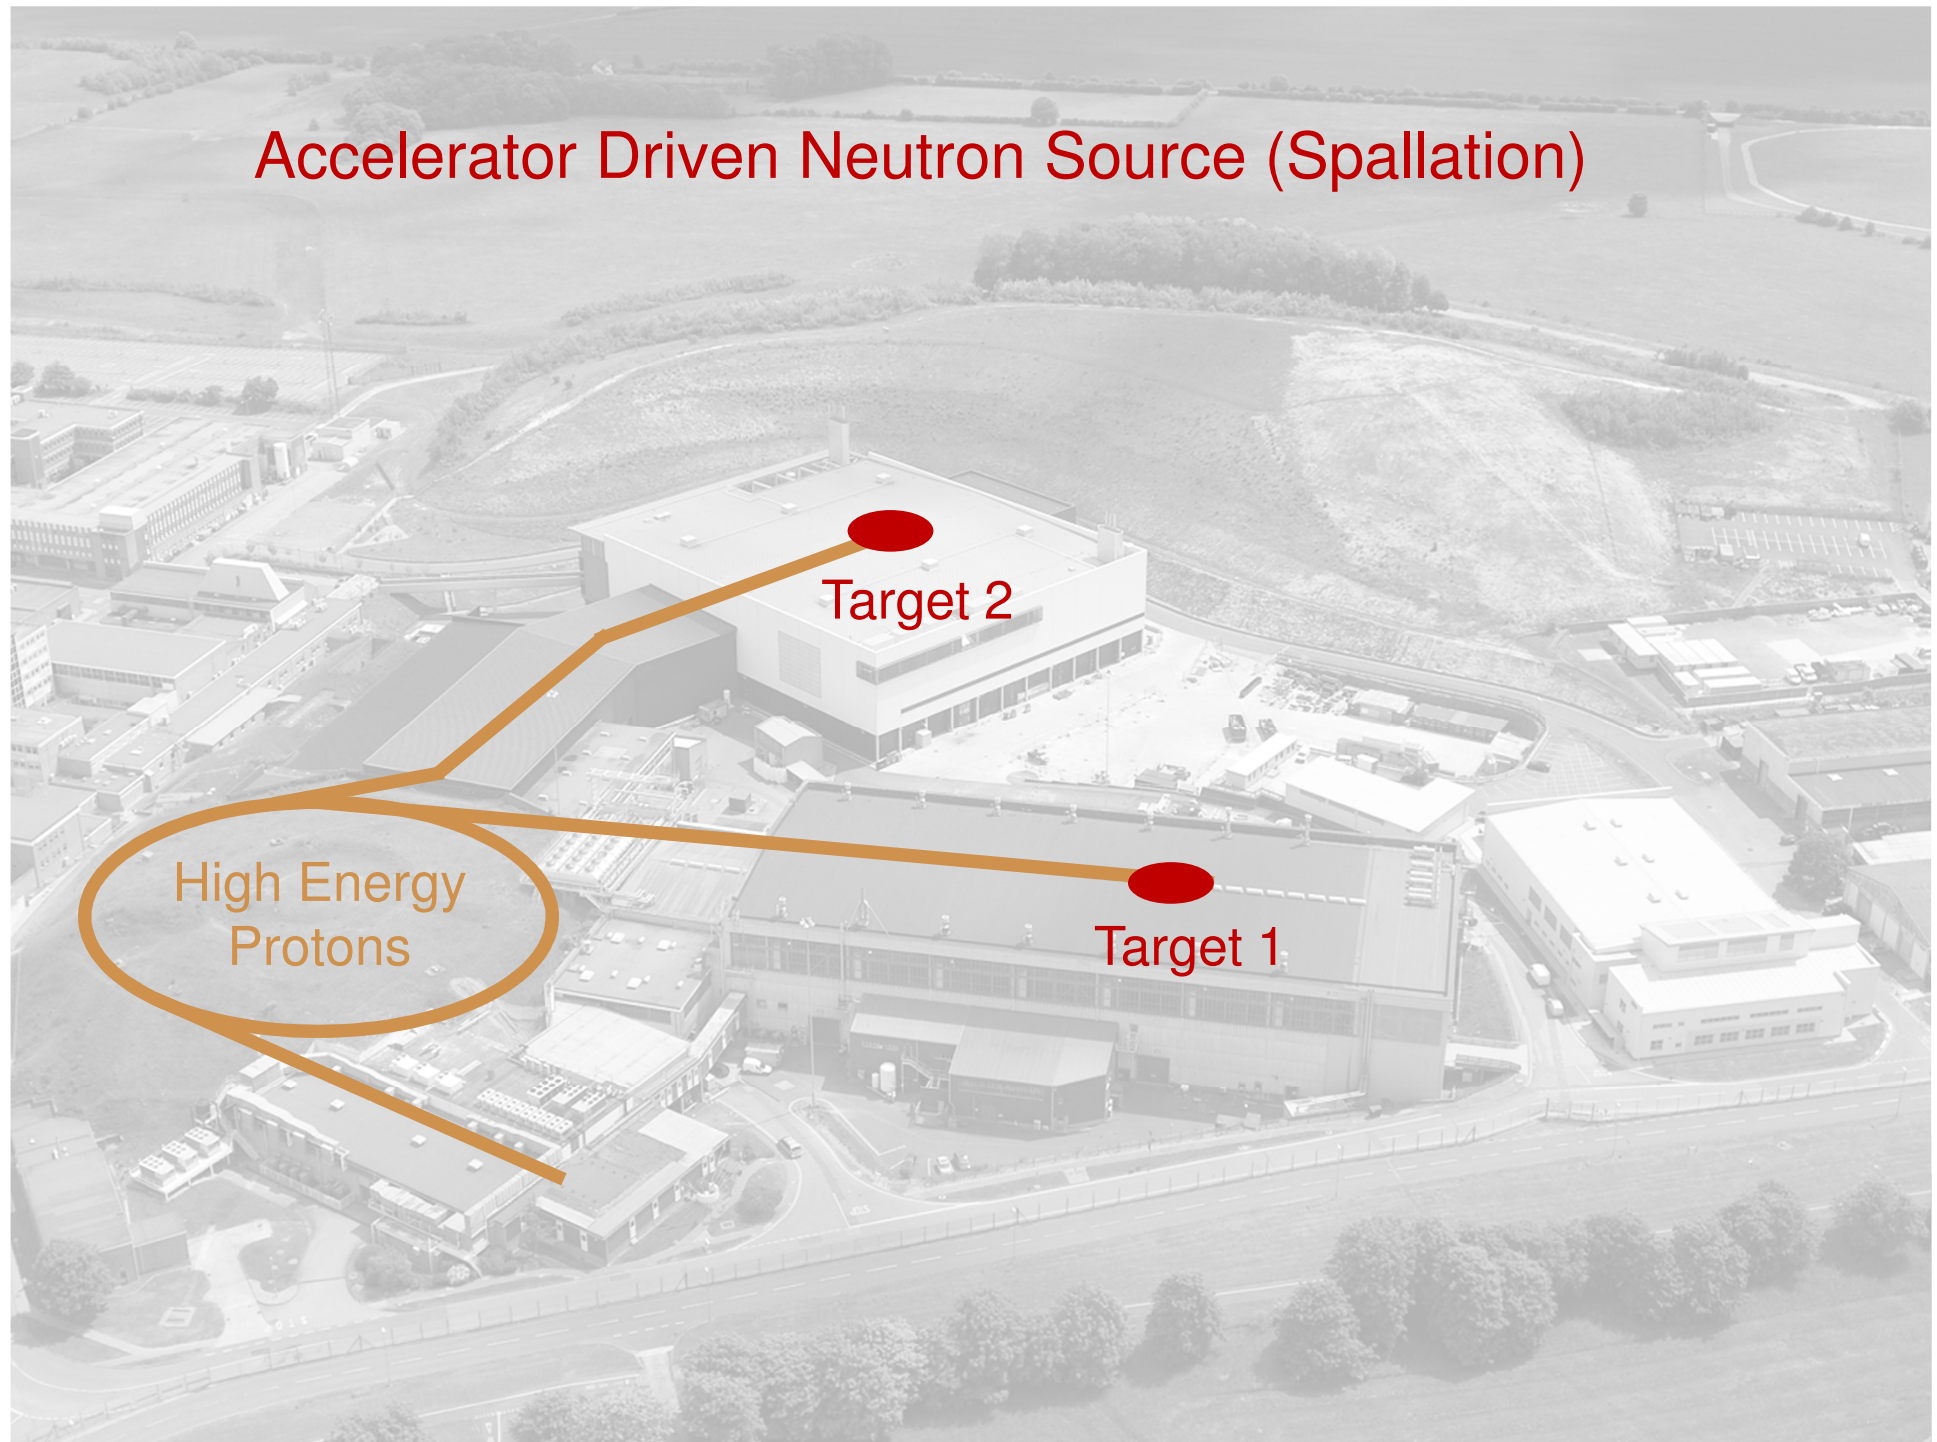 Accelerator Driven Neutron Source (Spallation)
Target 2
High Energy
Protons
Target 1